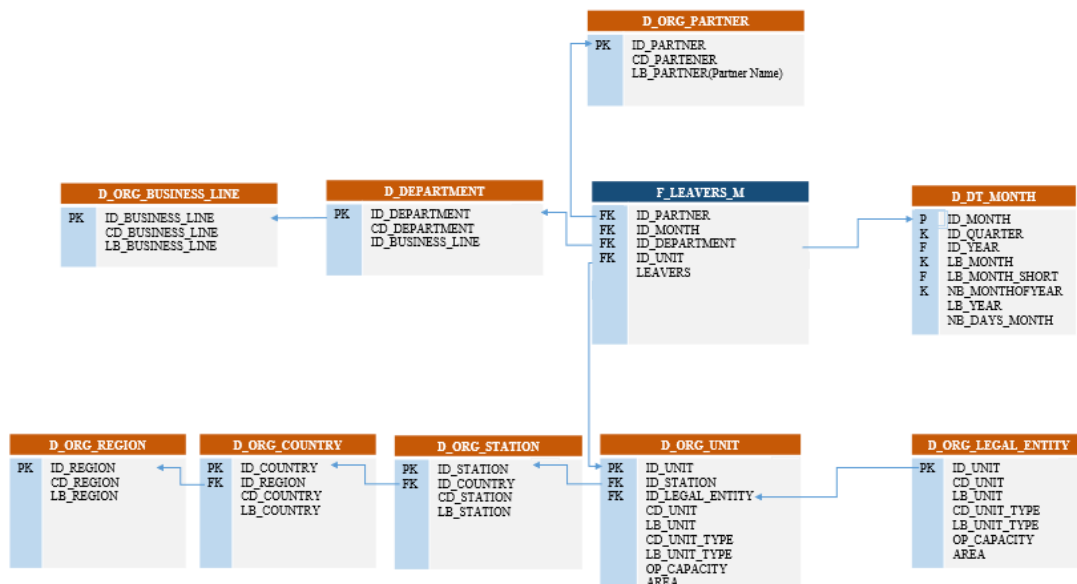 D_ORG_PARTNER
PK ID_PARTNER
CD_PARTENER
LB_PARTNER(Partner Name)
D_ORG_BUSINESS_LINE
PK ID_BUSINESS_LINE
CD_BUSINESS_LINE
LB_BUSINESS_LINE
D_DEPARTMENT
PK ID_DEPARTMENT
CD_DEPARTMENT
ID_BUSINESS_LINE
F_LEAVERS_M
FK ID_PARTNER
FK ID_MONTH
FK ID_DEPARTMENT
FK ID_UNIT
LEAVERS
D_DT_MONTH
P ID_MONTH
K ID_QUARTER
F ID_YEAR
K LB_MONTH
F LB_MONTH_SHORT
K NB_MONTHOFYEAR
LB_YEAR
NB_DAYS_MONTH
D_ORG_REGION
PK ID_REGION
CD_REGION
LB_REGION
D_ORG_COUNTRY
PK ID_COUNTRY
FK ID_REGION
CD_COUNTRY
LB_COUNTRY
D_ORG_STATION
PK ID_STATION
FK ID_COUNTRY
CD_STATION
LB_STATION
D_ORG_UNIT
PK ID_UNIT
FK ID_STATION
FK ID_LEGAL_ENTITY
CD_UNIT
LB_UNIT
CD_UNIT_TYPE
LB_UNIT_TYPE
OP_CAPACITY
AREA
D_ORG_LEGAL_ENTITY
PK ID_UNIT
CD_UNIT
LB_UNIT
CD_UNIT_TYPE
LB_UNIT_TYPE
OP_CAPACITY
AREA